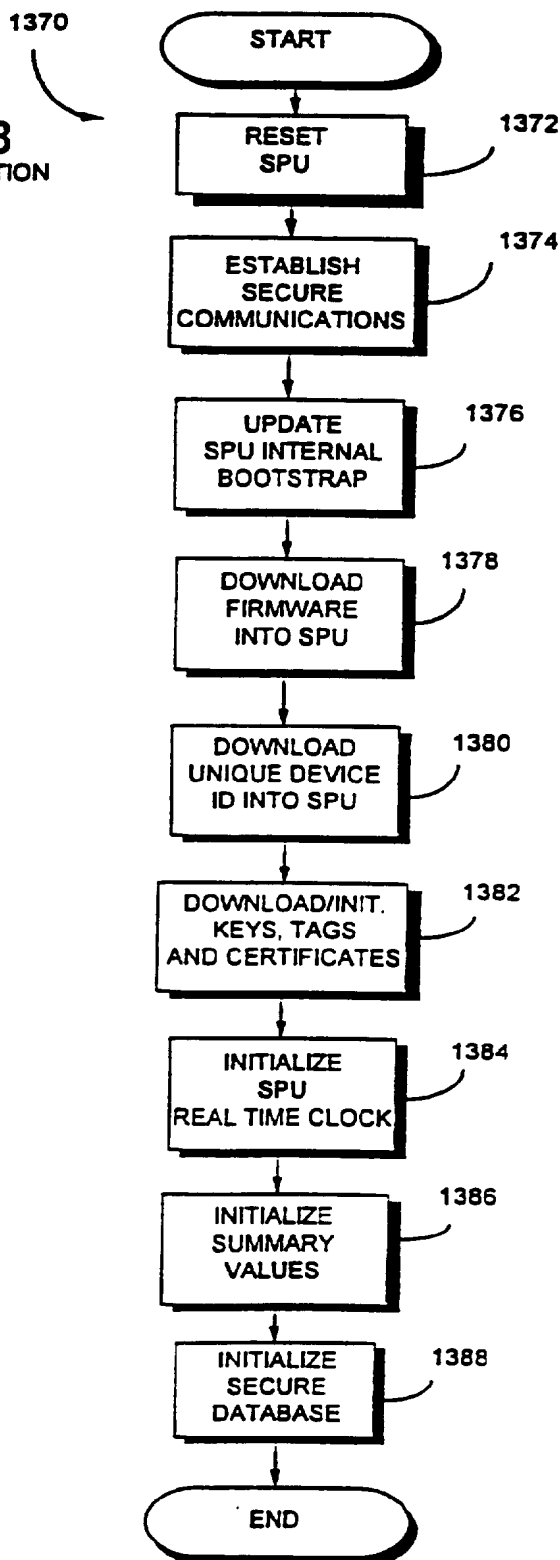 1370
START
3
TION
RESET
SPU
1372
ESTABLISH
SECURE
COMMUNICATIONS
1374
UPDATE
SPU INTERNAL
BOOTSTRAP
1376
DOWNLOAD
FIRMWARE
INTO SPU
1378
DOWNLOAD
UNIQUE DEVICE
ID INTO SPU
1380
DOWNLOAD/INIT.
KEYS, TAGS
AND CERTIFICATES
1382
INITIALIZE
SPU
REAL TIME CLOCK
1384
INITIALIZE
SUMMARY
VALUES
1386
INITIALIZE
SECURE
DATABASE
1388
END